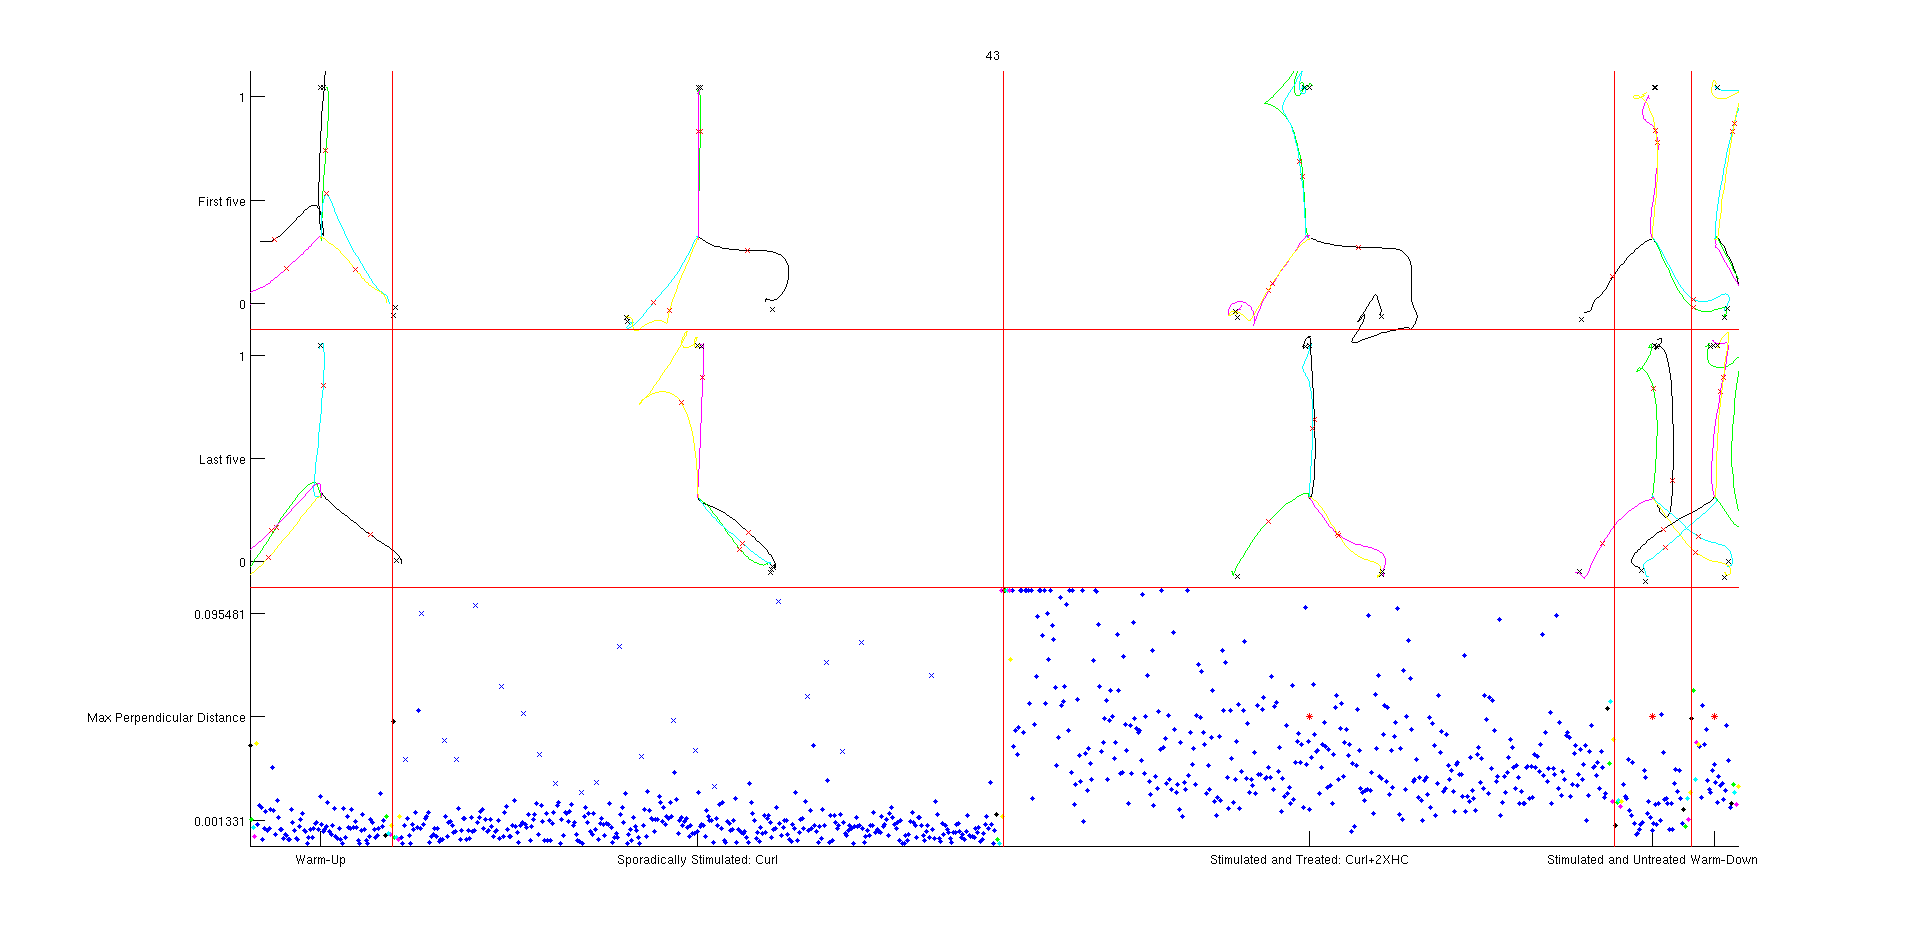 43
1
First five
0
1
Last five
0
0.095481
Max Perpendicular Distance
0.001331
Warm-Up
Sporadically Stimulated: Curl
Stimulated and Treated: Curl+2XHC
Stimulated and Untreated
Warm-Down